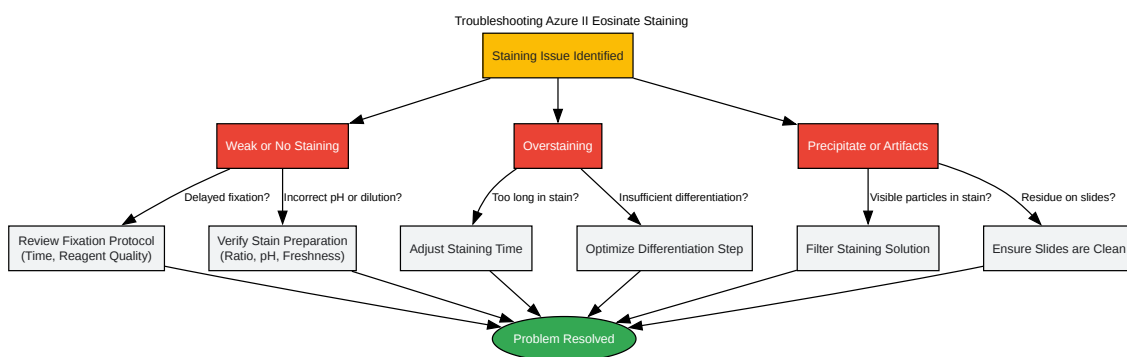 Troubleshooting Azure II Eosinate Staining
Staining Issue Identified
Weak or No Staining
Overstaining
Precipitate or Artifacts
Delayed fixation?
Incorrect pH or dilution?
Too long in stain?
Insufficient differentiation?
Visible particles in stain?
Residue on slides?
Review Fixation Protocol
(Time, Reagent Quality)
Verify Stain Preparation
(Ratio, pH, Freshness)
Adjust Staining Time
Optimize Differentiation Step
Filter Staining Solution
Ensure Slides are Clean
Problem Resolved